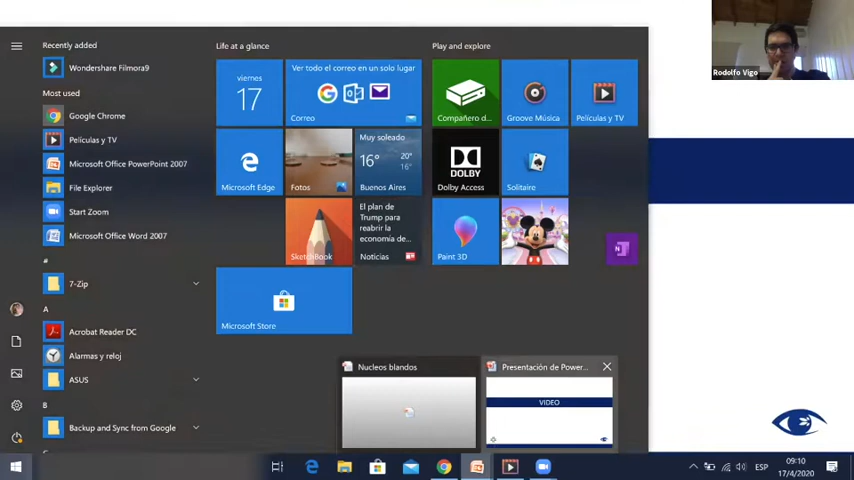 Rodolfo Vigo
Recently added
Wondershare Filmora9
Most used
Google Chrome
Películas y TV
Microsoft Office PowerPoint 2007
File Explorer
Start Zoom
Microsoft Office Word 2007
#
7-Zip
A
Acrobat Reader DC
Alarmas y reloj
ASUS
B
Backup and Sync from Google
Life at a glance
viernes
17
Ver todo el correo en un solo lugar
Correo
Microsoft Edge
Fotos
Muy soleado
16° 20°
16°
Buenos Aires
SketchBook
El plan de
Trump para
reabrir la
economía de...
Noticias
Microsoft Store
Play and explore
Compañero d...
Groove Música
Películas y TV
DOLBY
Dolby Access
Solitaire
Paint 3D
Nucleos blandos
Presentación de Power...
VIDEO
ESP
09:10
17/4/2020